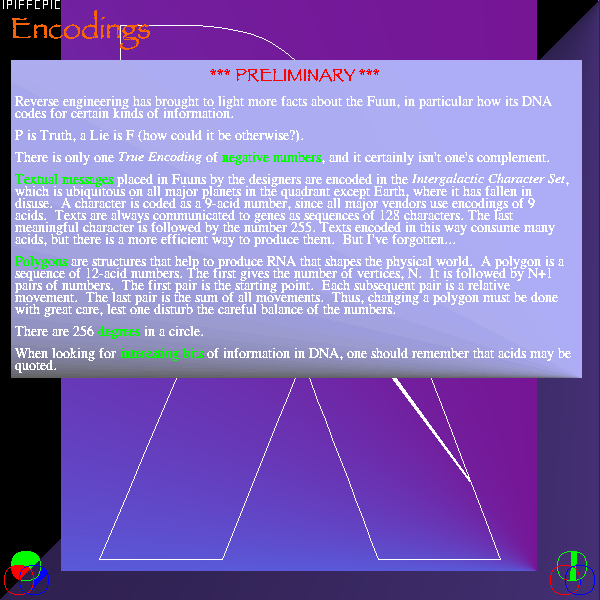 IPIFFCPIC
Encodings
*** PRELIMINARY ***
Reverse engineering has brought to light more facts about the Fuun, in particular how its DNA
codes for certain kinds of information.
P is Truth, a Lie is F (how could it be otherwise?).
There is only one True Encoding of negative numbers, and it certainly isn't one's complement.
Textual messages placed in Fuuns by the designers are encoded in the Intergalactic Character Set,
which is ubiquitous on all major planets in the quadrant except Earth, where it has fallen in
disuse. A character is coded as a 9-acid number, since all major vendors use encodings of 9
acids. Texts are always communicated to genes as sequences of 128 characters. The last
meaningful character is followed by the number 255. Texts encoded in this way consume many
acids, but there is a more efficient way to produce them. But I've forgotten...
Polygons are structures that help to produce RNA that shapes the physical world. A polygon is a
sequence of 12-acid numbers. The first gives the number of vertices, N. It is followed by N+1
pairs of numbers. The first pair is the starting point. Each subsequent pair is a relative
movement. The last pair is the sum of all movements. Thus, changing a polygon must be done
with great care, lest one disturb the careful balance of the numbers.
There are 256 degrees in a circle.
When looking for of information in DNA, one should remember that acids may be
quoted.